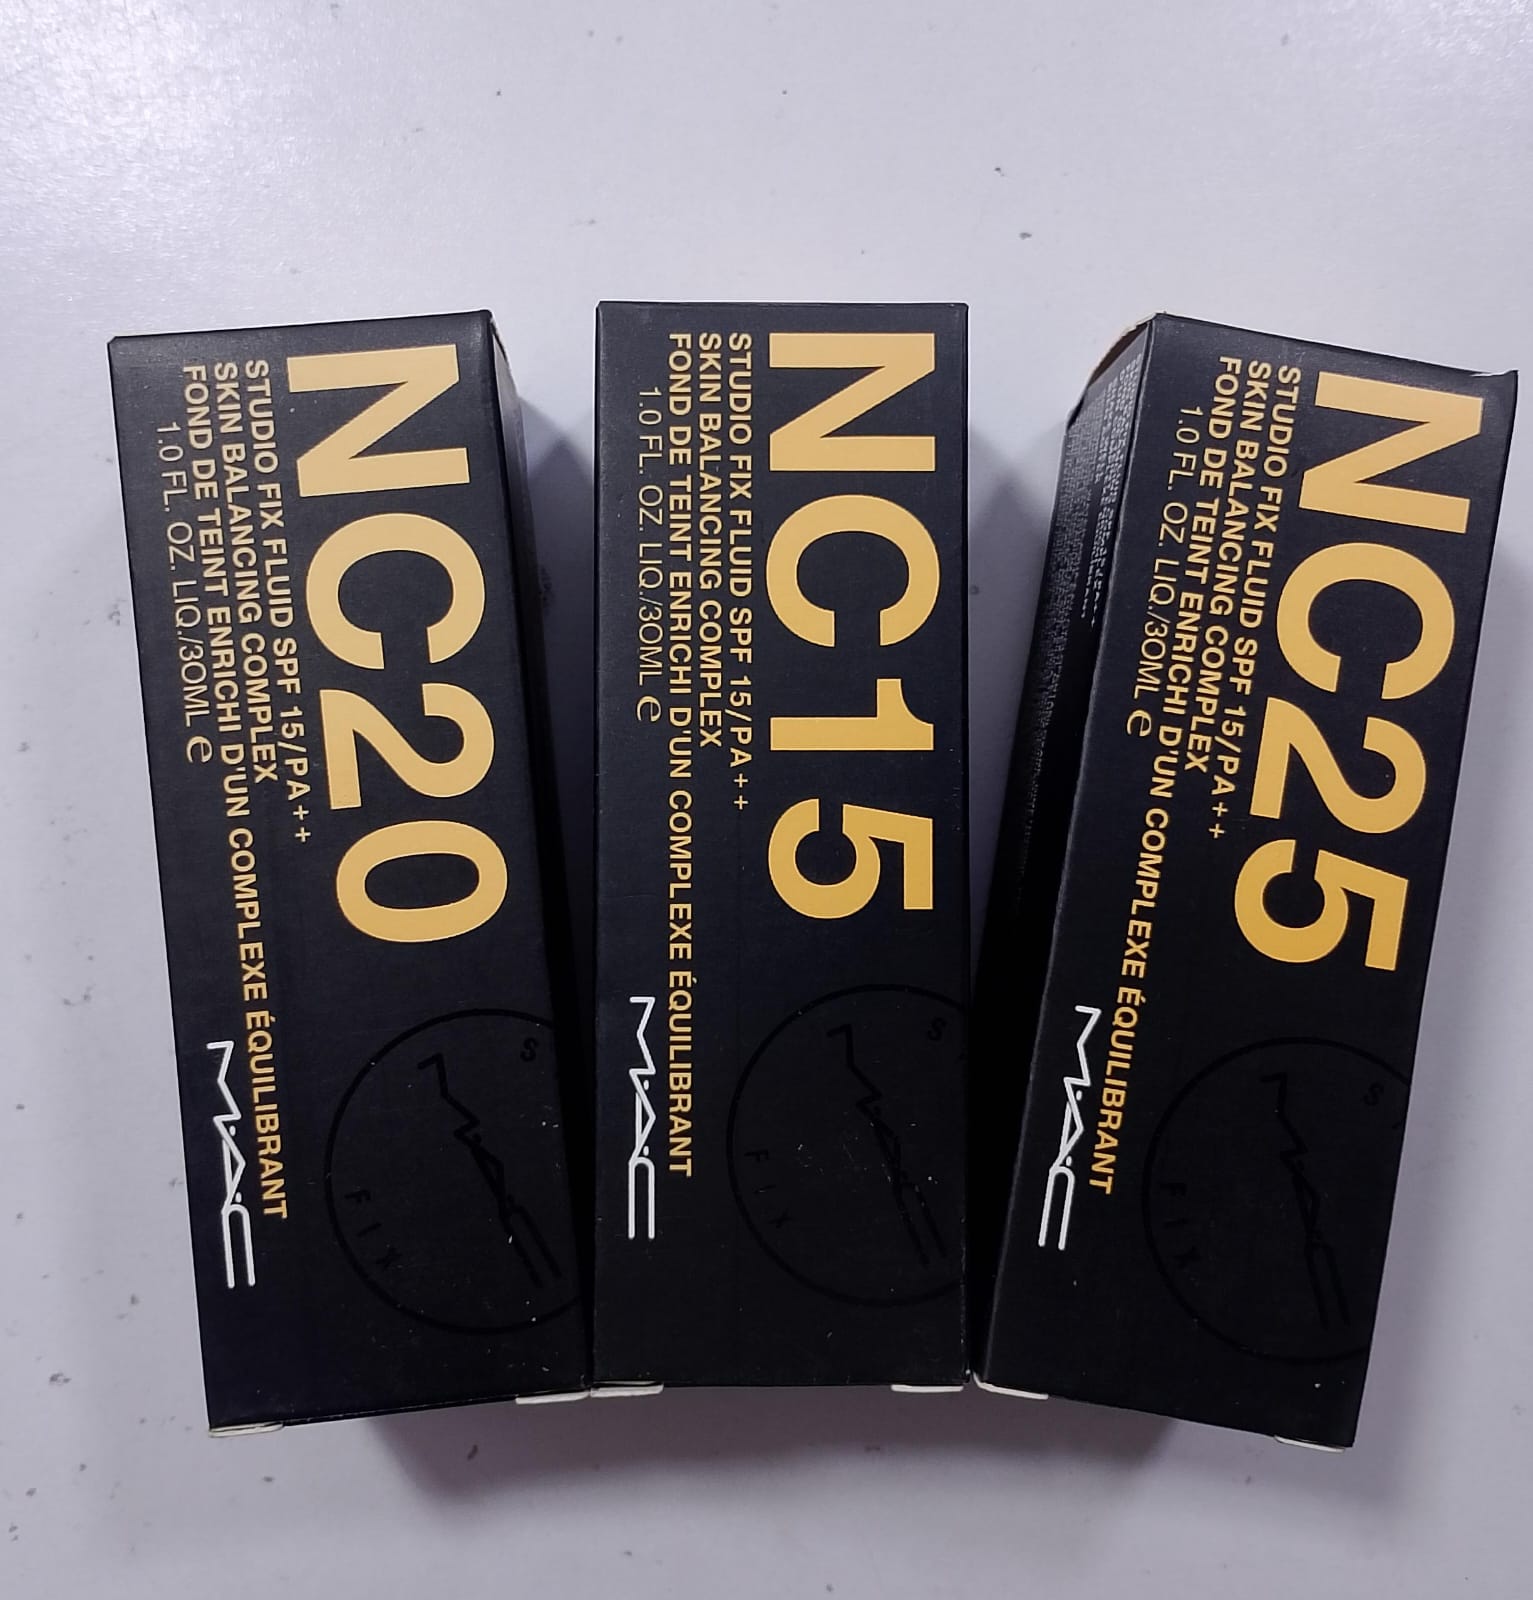 NC20
STUDIO FIX FLUID SPF 15/PA++
SKIN BALANCING COMPLEX
FOND DE TEINT ENRICHI D'UN COMPLEXE ÉQUILIBRANT
1.0 FL. OZ. LIQ./30ML e
M·A·C
S
M·A·C
FIX
NC15
STUDIO FIX FLUID SPF 15/PA++
SKIN BALANCING COMPLEX
FOND DE TEINT ENRICHI D'UN COMPLEXE ÉQUILIBRANT
1.0 FL. OZ. LIQ./30ML e
M·A·C
S
M·A·C
FIX
NC25
STUDIO FIX FLUID SPF 15/PA++
SKIN BALANCING COMPLEX
FOND DE TEINT ENRICHI D'UN COMPLEXE ÉQUILIBRANT
1.0 FL. OZ. LIQ./30ML e
M·A·C
S
M·A·C
FIX